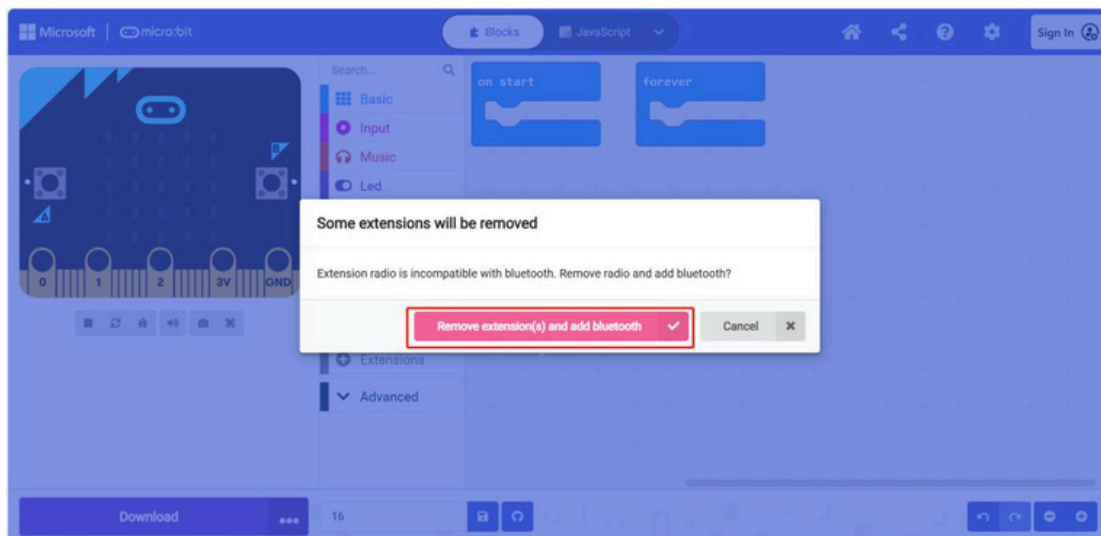 Microsoft
micro:bit
Blocks
JavaScript
Sign In
Search...
on start
forever
Basic
Input
Music
Led
B
A
0
1
2
3V
GND
Some extensions will be removed
Extension radio is incompatible with bluetooth. Remove radio and add bluetooth?
Remove extension(s) and add bluetooth
Cancel
Extensions
Advanced
Download
16